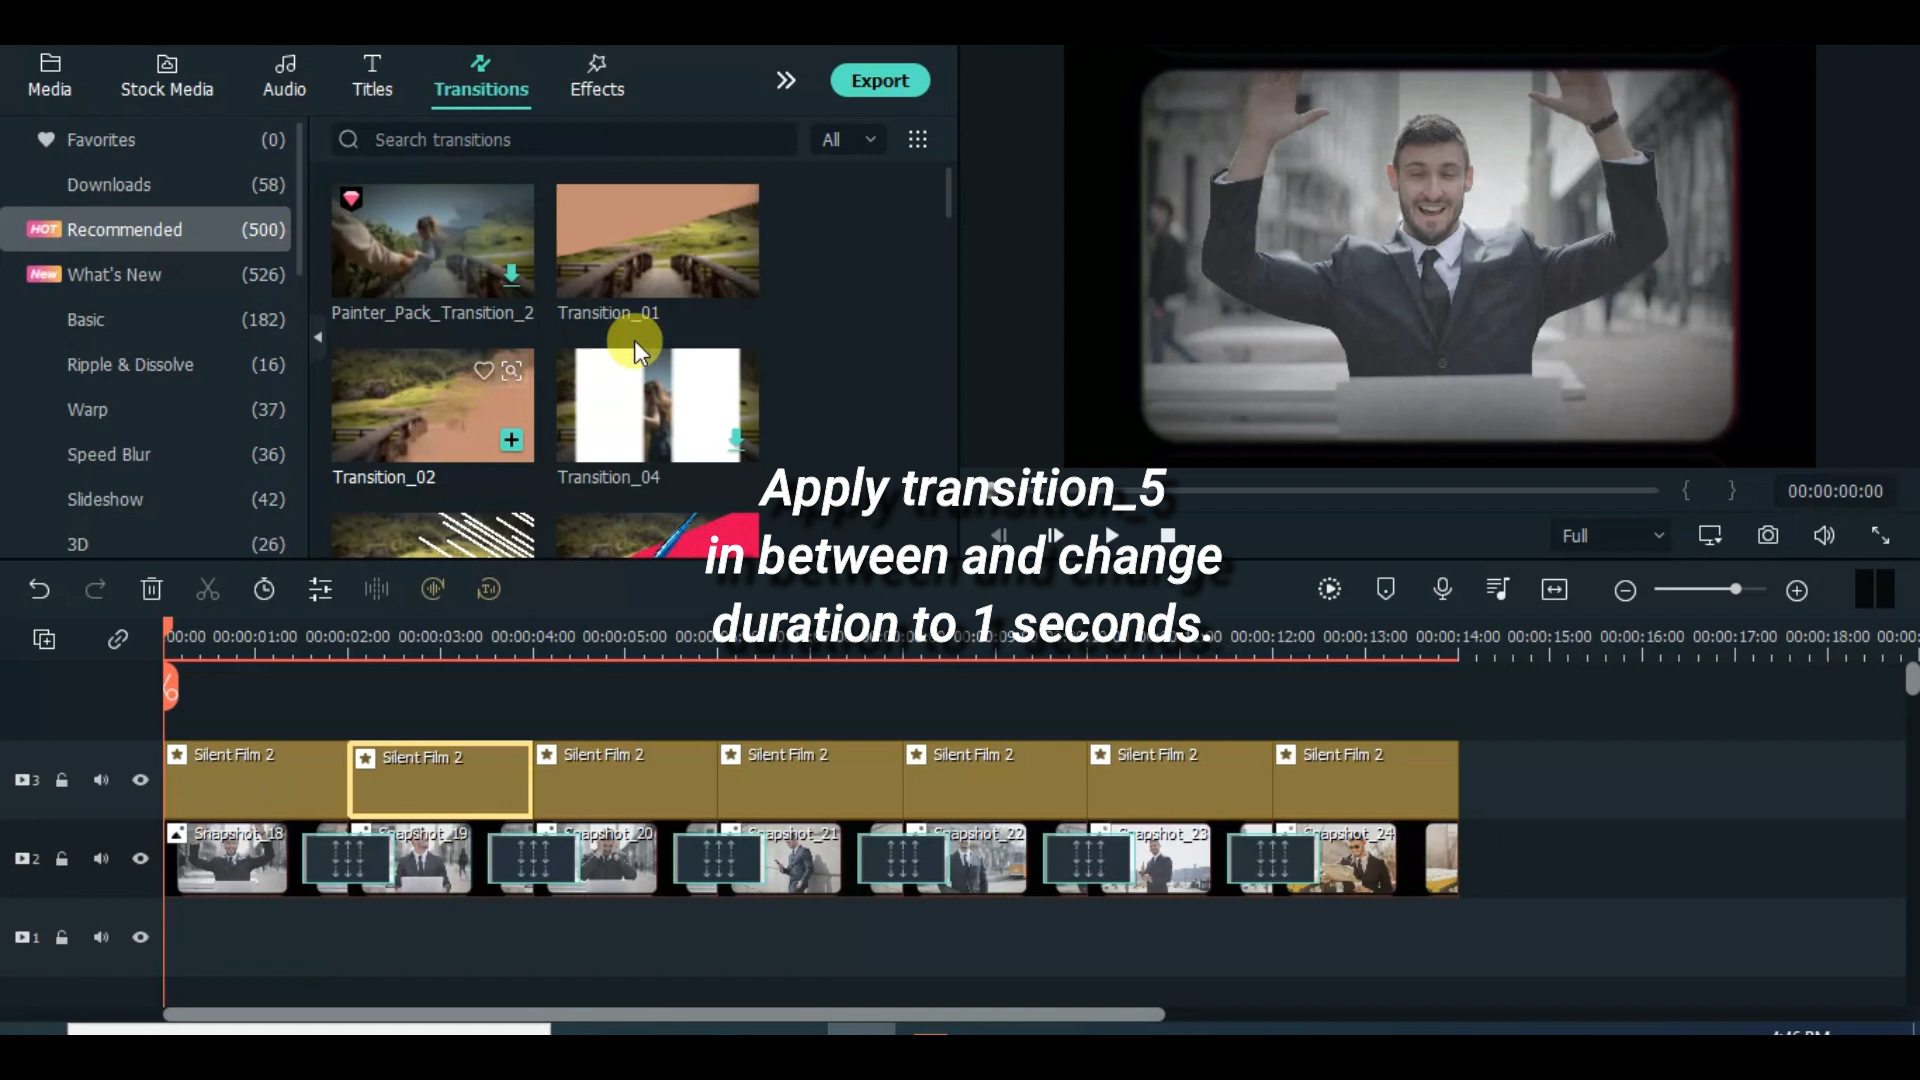 Media
Stock Media
Audio
Titles
Transitions
Effects
Export
Favorites (0)
Downloads (58)
HOT Recommended (500)
New What's New (526)
Basic (182)
Ripple & Dissolve (16)
Warp (37)
Speed Blur (36)
Slideshow (42)
3D (26)
Search transitions
All
Painter_Pack_Transition_2
Transition_01
Transition_02
Transition_04
Apply transition_5
in between and change
duration to 1 seconds.
00:00:00:00
Full
00:00 00:00:01:00 00:00:02:00 00:00:03:00 00:00:04:00 00:00:05:00 00:00:12:00 00:00:13:00 00:00:14:00 00:00:15:00 00:00:16:00 00:00:17:00 00:00:18:00 00:00:
3
Silent Film 2
Silent Film 2
Silent Film 2
Silent Film 2
Silent Film 2
Silent Film 2
Silent Film 2
2
Snapshot_18
Snapshot_19
Snapshot_20
Snapshot_21
Snapshot_22
Snapshot_23
Snapshot_24
1